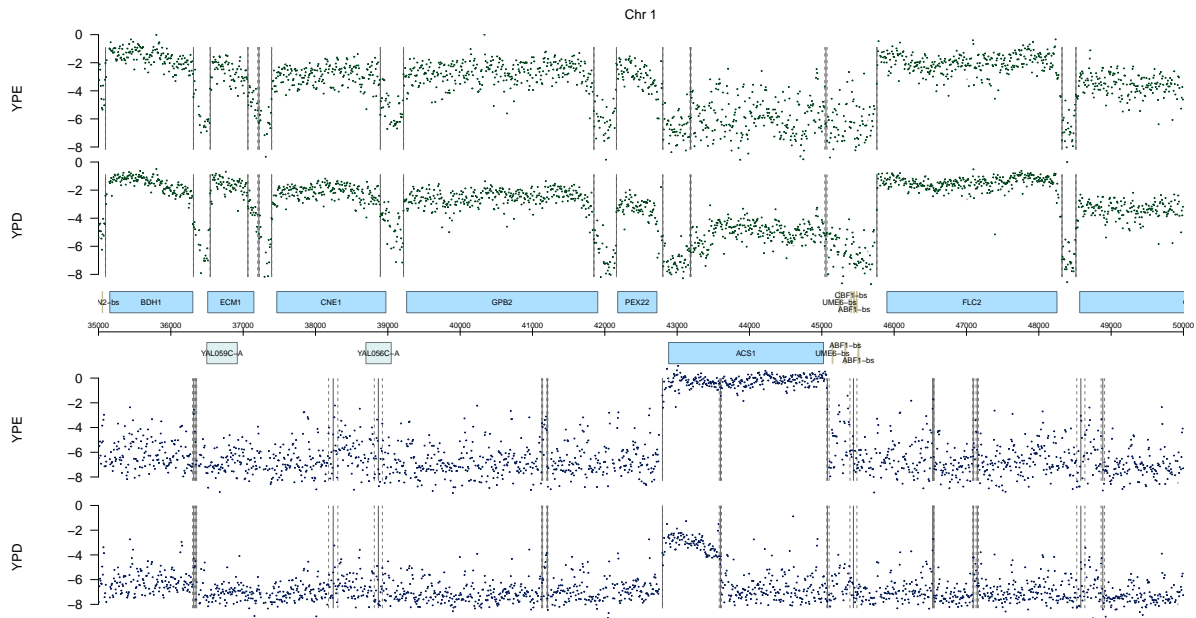 Chr 1
YPE
0
−2
−4
−6
−8
YPD
0
−2
−4
−6
−8
N2−bs BDH1 ECM1 CNE1 GPB2 PEX22 UME6−bs CBF1−bs ABF1−bs FLC2
35000 37000 38000 39000 40000 41000 42000 43000 44000 45000 46000 47000 48000 49000 50000
YAL059C−A YAL056C−A ACS1 UME6−bs ABF1−bs ABF1−bs
YPE
0
−2
−4
−6
−8
YPD
0
−2
−4
−6
−8